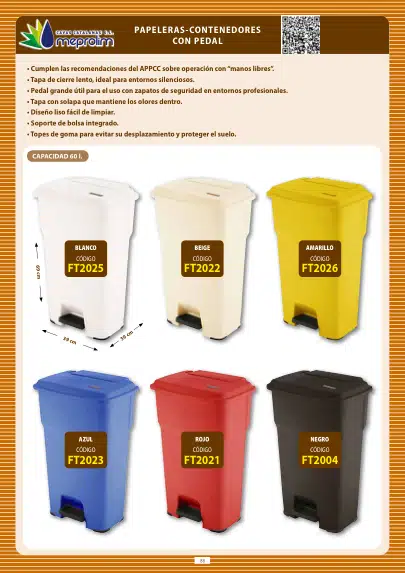 CAPAS CATALANAS S.L.
meprolim
PAPELERAS-CONTENEDORES
CON PEDAL
• Cumplen las recomendaciones del APPCC sobre operación con “manos libres”.
• Tapa de cierre lento, ideal para entornos silenciosos.
• Pedal grande útil para el uso con zapatos de seguridad en entornos profesionales.
• Tapa con solapa que mantiene los olores dentro.
• Diseño liso fácil de limpiar.
• Soporte de bolsa integrado.
• Topes de goma para evitar su desplazamiento y proteger el suelo.
CAPACIDAD 60 l.
BLANCO
CÓDIGO
FT2025
BEIGE
CÓDIGO
FT2022
AMARILLO
CÓDIGO
FT2026
69 cm
39 cm
AZUL
CÓDIGO
FT2023
ROJO
CÓDIGO
FT2021
NEGRO
CÓDIGO
FT2004